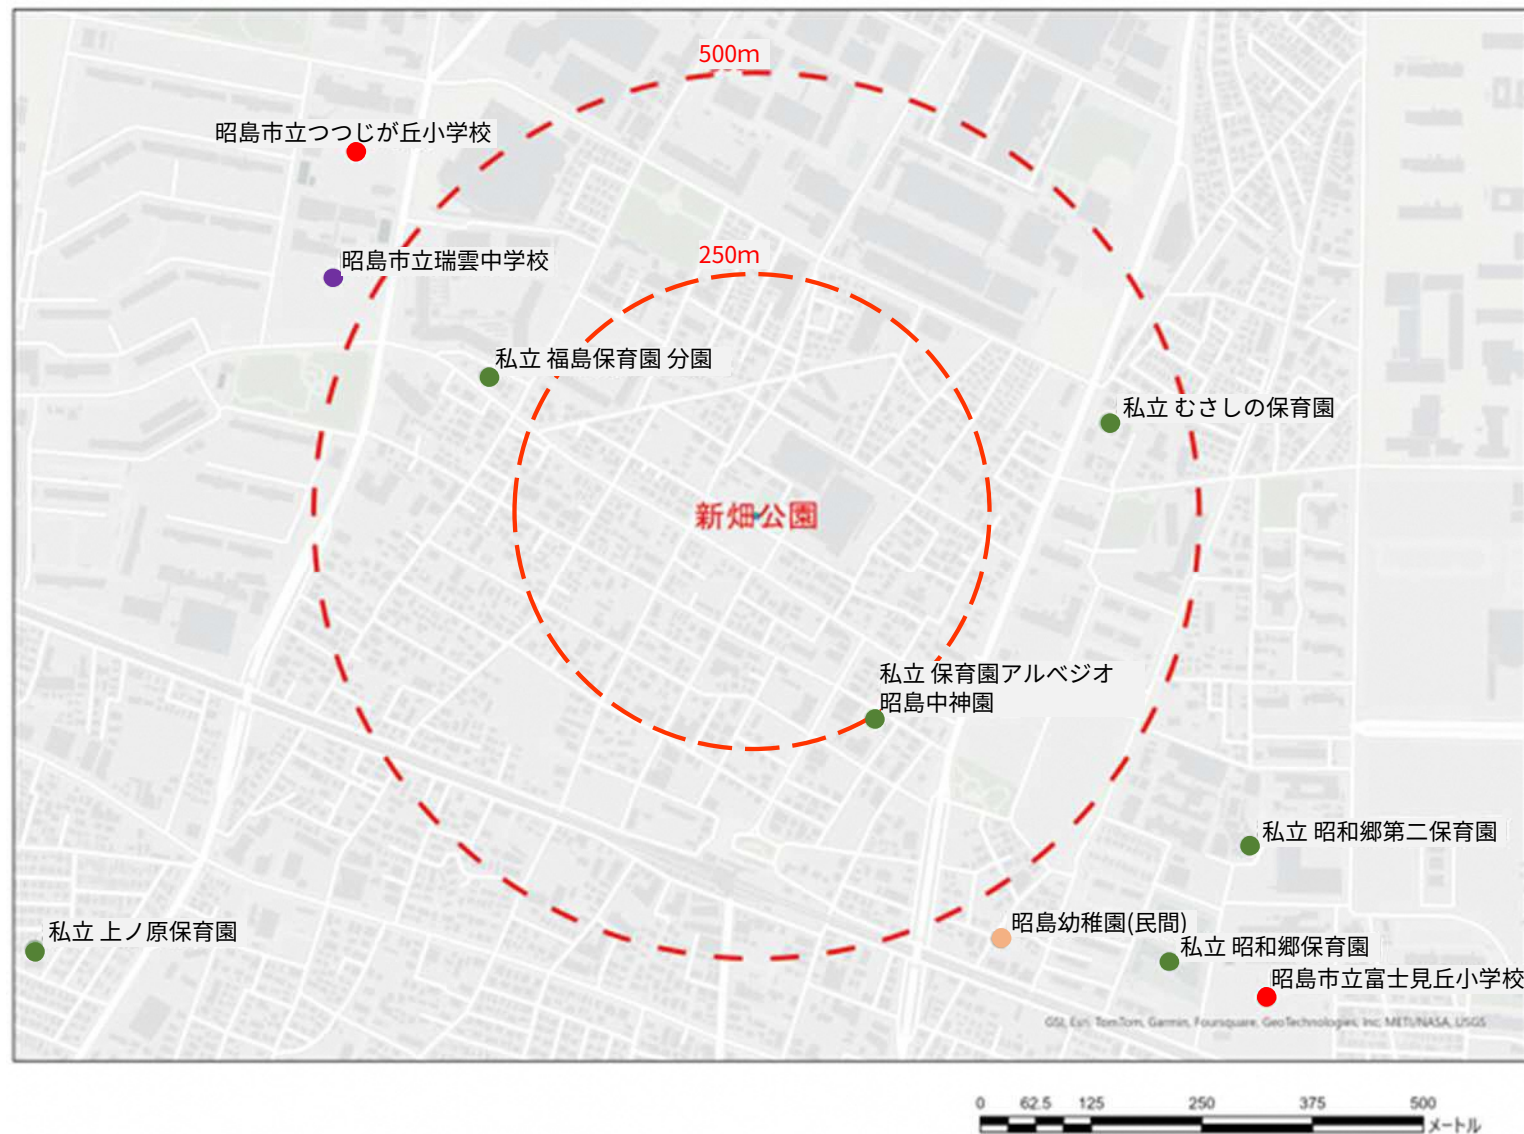 500m
昭島市立つつじが丘小学校
250m
昭島市立瑞雲中学校
私立 福島保育園 分園
私立 むさしの保育園
新畑公園
私立 保育園アルベジオ
昭島中神園
私立 昭和郷第二保育園
昭島幼稚園(民間)
私立 上ノ原保育園
私立 昭和郷保育園
昭島市立富士見丘小学校
GSI, Esri, TomTom, Garmin, Foursquare, GeoTechnologies, Inc, METI/NASA, USGS
0 62.5 125 250 375 500
メートル